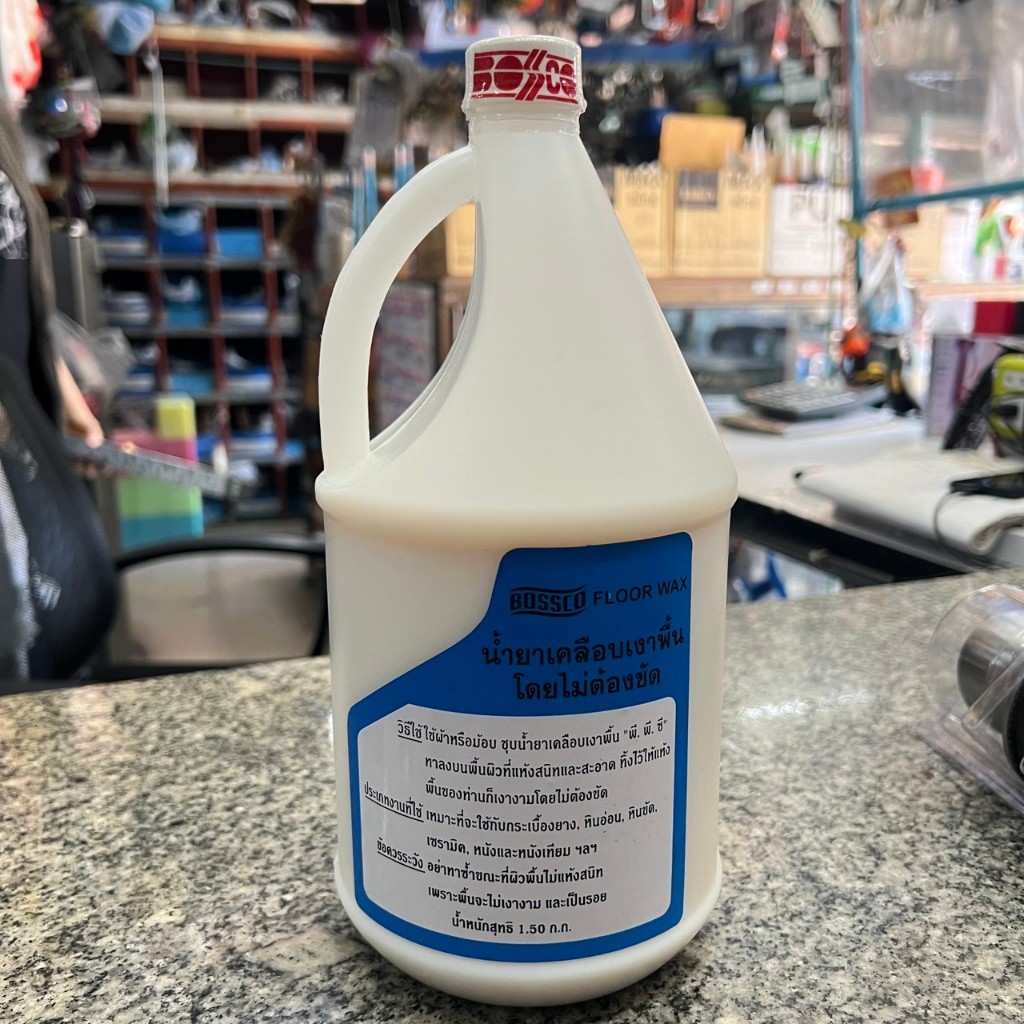 BOSSCO FLOOR WAX
น้ำยาเคลือบเงาพื้น
โดยไม่ต้องขัด
วิธีใช้ ใช้ผ้าหรือม้อบ ชุบน้ำยาเคลือบเงาพื้น "พี. พี. ซี"
ทาลงบนพื้นผิวที่แห้งสนิทและสะอาด ทิ้งไว้ให้แห้ง
พื้นของท่านก็เงางามโดยไม่ต้องขัด
ประเภทงานที่ใช้ เหมาะที่จะใช้กับกระเบื้องยาง, หินอ่อน, หินขัด,
เซรามิค, หนังและหนังเทียม ฯลฯ
ข้อควรระวัง อย่าทาซ้ำขณะที่ผิวพื้นไม่แห้งสนิท
เพราะพื้นจะไม่เงางาม และเป็นรอย
น้ำหนักสุทธิ 1.50 ก.ก.